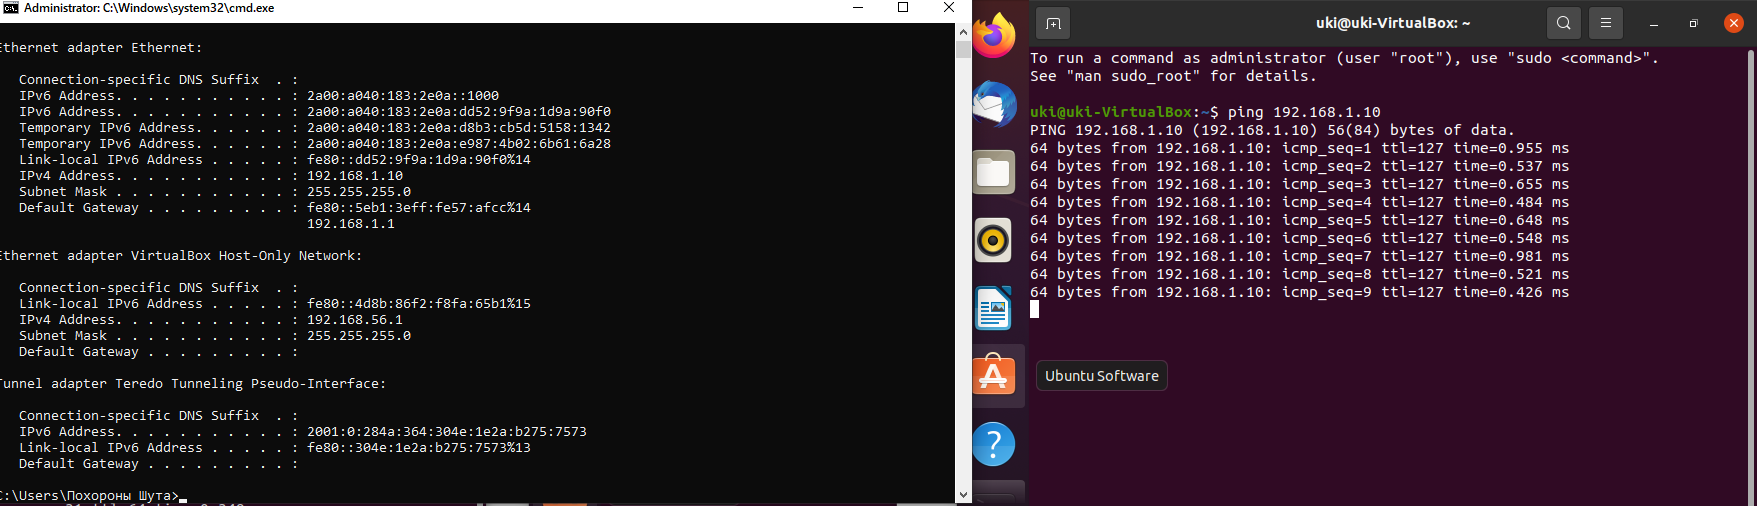 Administrator: C:\Windows\system32\cmd.exe
Ethernet adapter Ethernet:
Connection-specific DNS Suffix  . :
IPv6 Address. . . . . . . . . . . : 2a00:a040:183:2e0a::1000
IPv6 Address. . . . . . . . . . . : 2a00:a040:183:2e0a:dd52:9f9a:1d9a:90f0
Temporary IPv6 Address. . . . . . : 2a00:a040:183:2e0a:d8b3:cb5d:5158:1342
Temporary IPv6 Address. . . . . . : 2a00:a040:183:2e0a:e987:4b02:6b61:6a28
Link-local IPv6 Address . . . . . : fe80::dd52:9f9a:1d9a:90f0%14
IPv4 Address. . . . . . . . . . . : 192.168.1.10
Subnet Mask . . . . . . . . . . . : 255.255.255.0
Default Gateway . . . . . . . . . : fe80::5eb1:3eff:fe57:afcc%14
192.168.1.1
Ethernet adapter VirtualBox Host-Only Network:
Connection-specific DNS Suffix  . :
Link-local IPv6 Address . . . . . : fe80::4d8b:86f2:f8fa:65b1%15
IPv4 Address. . . . . . . . . . . : 192.168.56.1
Subnet Mask . . . . . . . . . . . : 255.255.255.0
Default Gateway . . . . . . . . . :
Tunnel adapter Teredo Tunneling Pseudo-Interface:
Connection-specific DNS Suffix  . :
IPv6 Address. . . . . . . . . . . : 2001:0:284a:364:304e:1e2a:b275:7573
Link-local IPv6 Address . . . . . : fe80::304e:1e2a:b275:7573%13
Default Gateway . . . . . . . . . :
C:\Users\Похороны Шута>
uki@uki-VirtualBox: ~
To run a command as administrator (user "root"), use "sudo <command>".
See "man sudo_root" for details.
uki@uki-VirtualBox:~$ ping 192.168.1.10
PING 192.168.1.10 (192.168.1.10) 56(84) bytes of data.
64 bytes from 192.168.1.10: icmp_seq=1 ttl=127 time=0.955 ms
64 bytes from 192.168.1.10: icmp_seq=2 ttl=127 time=0.537 ms
64 bytes from 192.168.1.10: icmp_seq=3 ttl=127 time=0.655 ms
64 bytes from 192.168.1.10: icmp_seq=4 ttl=127 time=0.484 ms
64 bytes from 192.168.1.10: icmp_seq=5 ttl=127 time=0.648 ms
64 bytes from 192.168.1.10: icmp_seq=6 ttl=127 time=0.548 ms
64 bytes from 192.168.1.10: icmp_seq=7 ttl=127 time=0.981 ms
64 bytes from 192.168.1.10: icmp_seq=8 ttl=127 time=0.521 ms
64 bytes from 192.168.1.10: icmp_seq=9 ttl=127 time=0.426 ms
Ubuntu Software